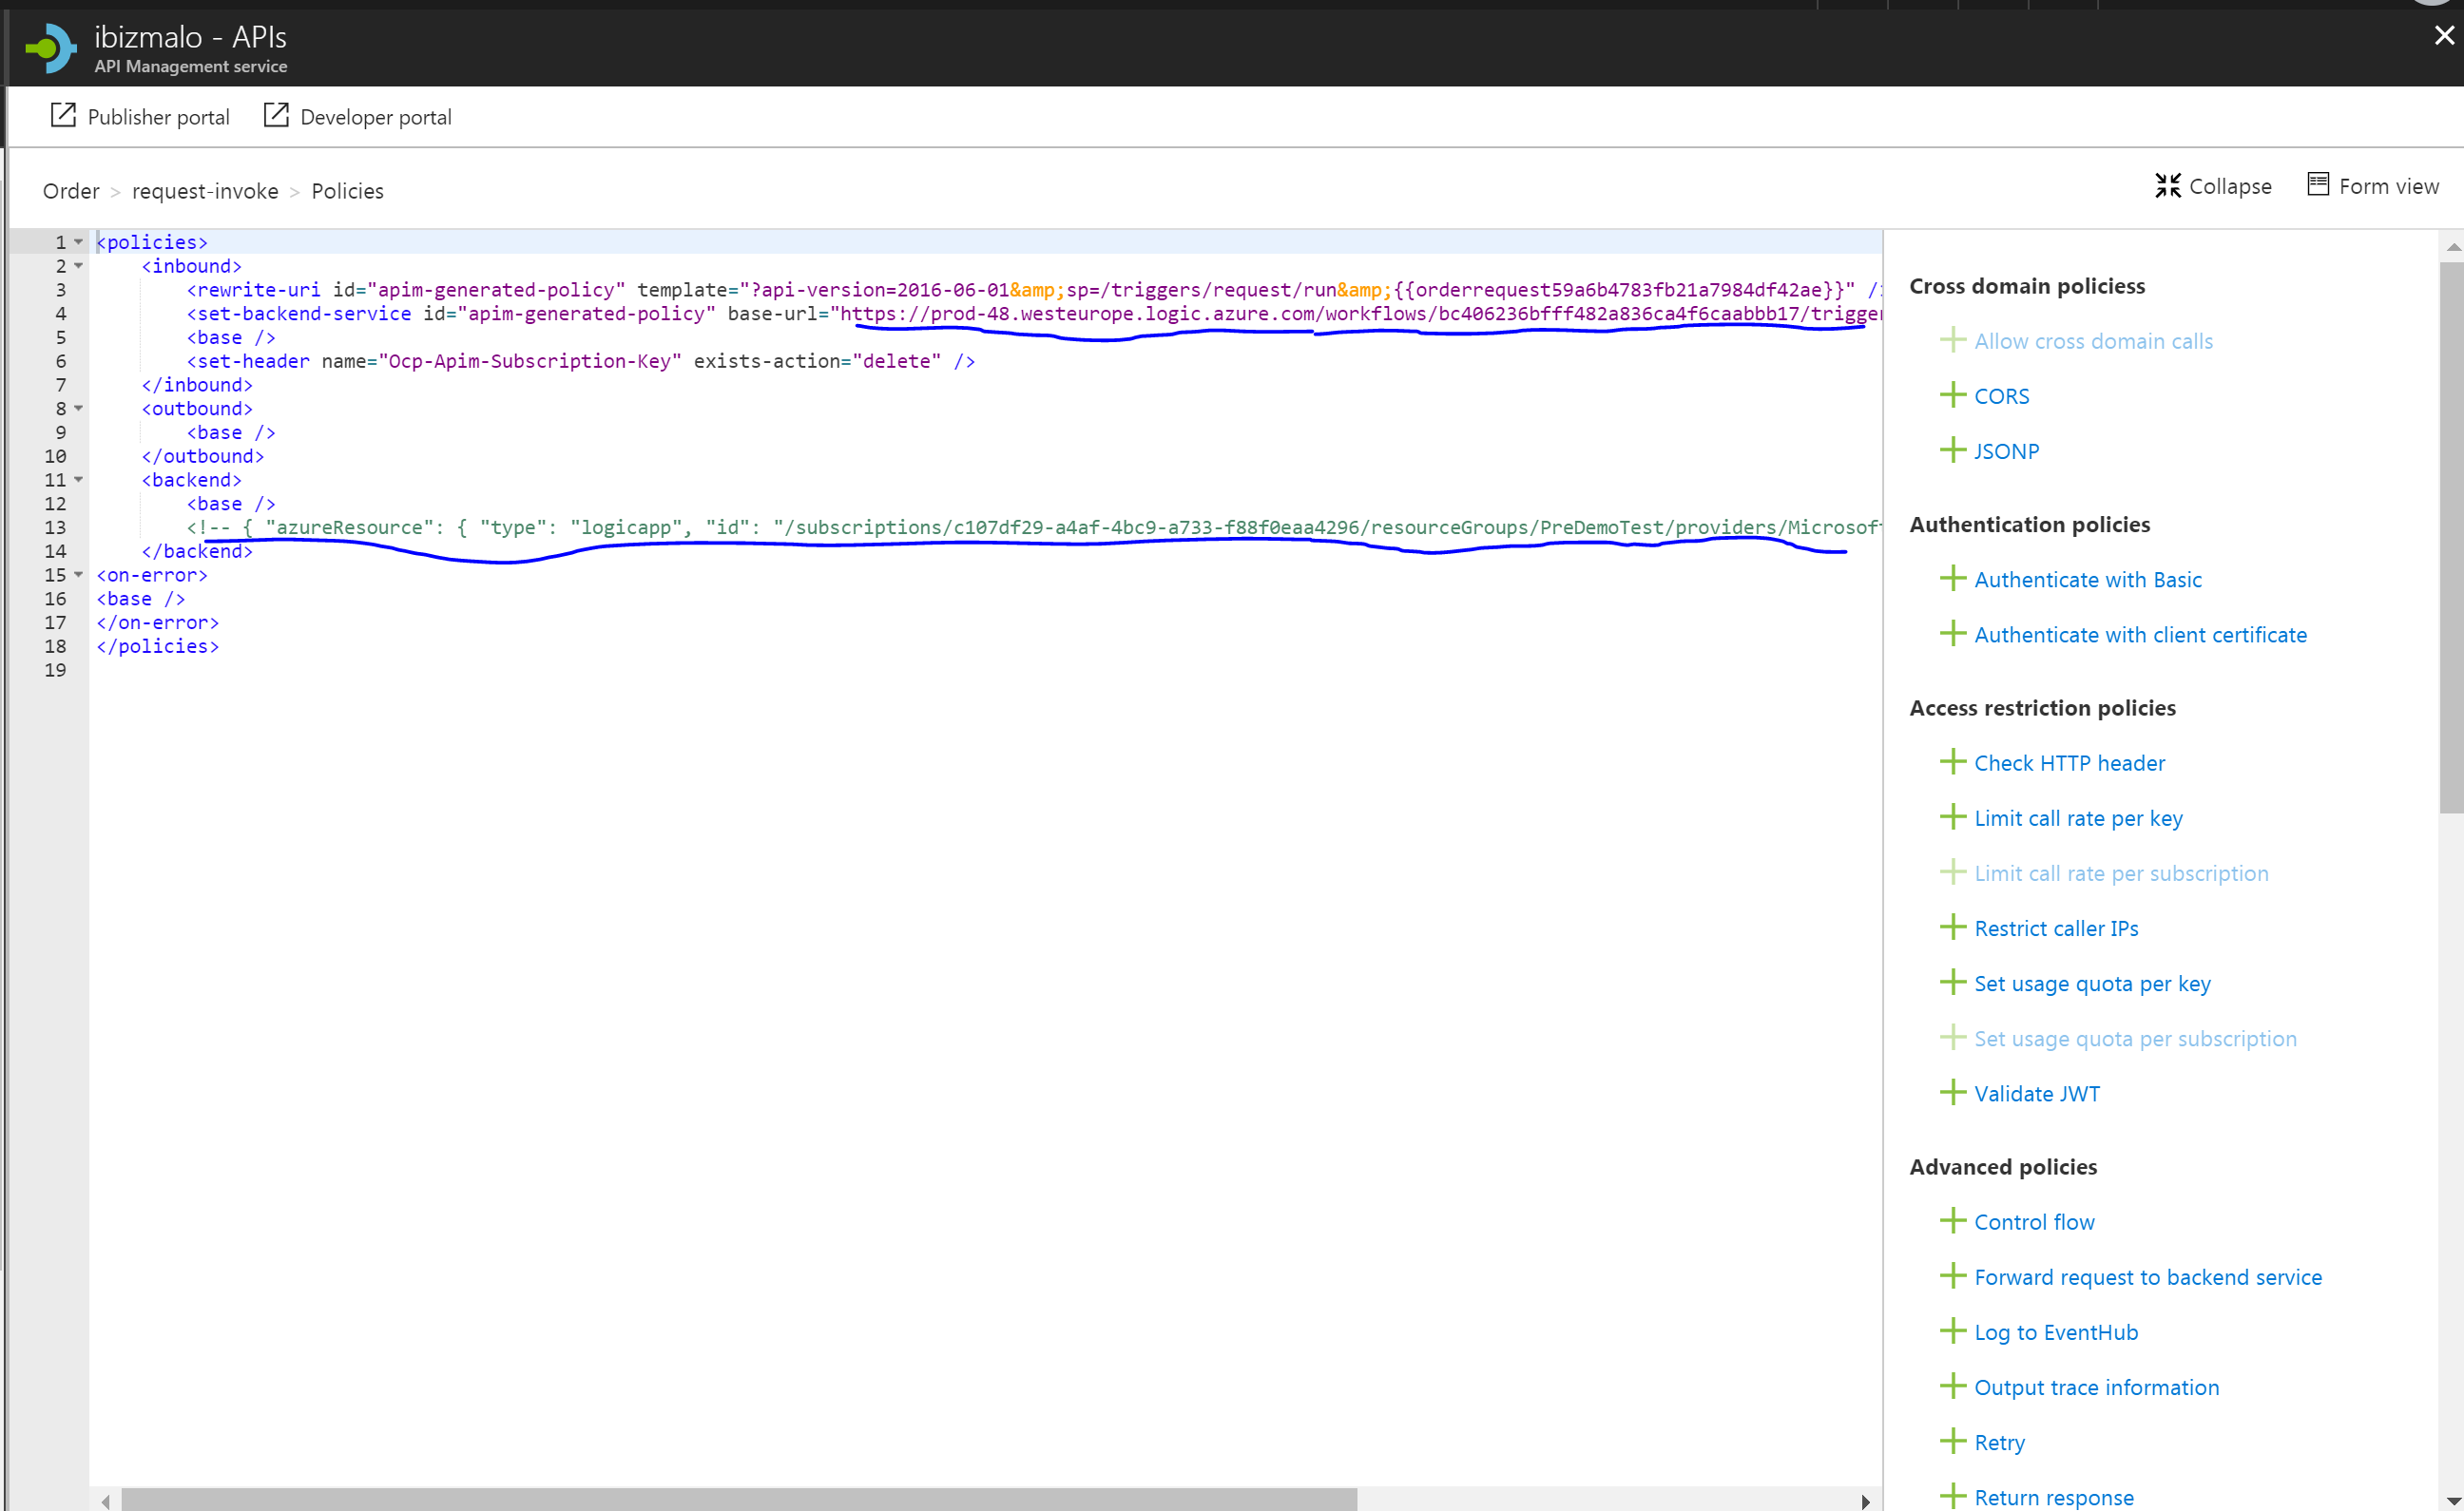 ibizmalo - APIs
API Management service
Publisher portal
Developer portal
Order > request-invoke > Policies
Collapse
Form view
1 <policies>
2 <inbound>
3 <rewrite-uri id="apim-generated-policy" template="?api-version=2016-06-01&amp;sp=/triggers/request/run&amp;{{orderrequest59a6b4783fb21a7984df42ae}}" />
4 <set-backend-service id="apim-generated-policy" base-url="https://prod-48.westeurope.logic.azure.com/workflows/bc406236bfff482a836ca4f6caabbb17/trigger
5 <base />
6 <set-header name="Ocp-Apim-Subscription-Key" exists-action="delete" />
7 </inbound>
8 <outbound>
9 <base />
10 </outbound>
11 <backend>
12 <base />
13 <!-- { "azureResource": { "type": "logicapp", "id": "/subscriptions/c107df29-a4af-4bc9-a733-f88f0eaa4296/resourceGroups/PreDemoTest/providers/Microsoft
14 </backend>
15 <on-error>
16 <base />
17 </on-error>
18 </policies>
19
Cross domain policiess
Allow cross domain calls
CORS
JSONP
Authentication policies
Authenticate with Basic
Authenticate with client certificate
Access restriction policies
Check HTTP header
Limit call rate per key
Limit call rate per subscription
Restrict caller IPs
Set usage quota per key
Set usage quota per subscription
Validate JWT
Advanced policies
Control flow
Forward request to backend service
Log to EventHub
Output trace information
Retry
Return response